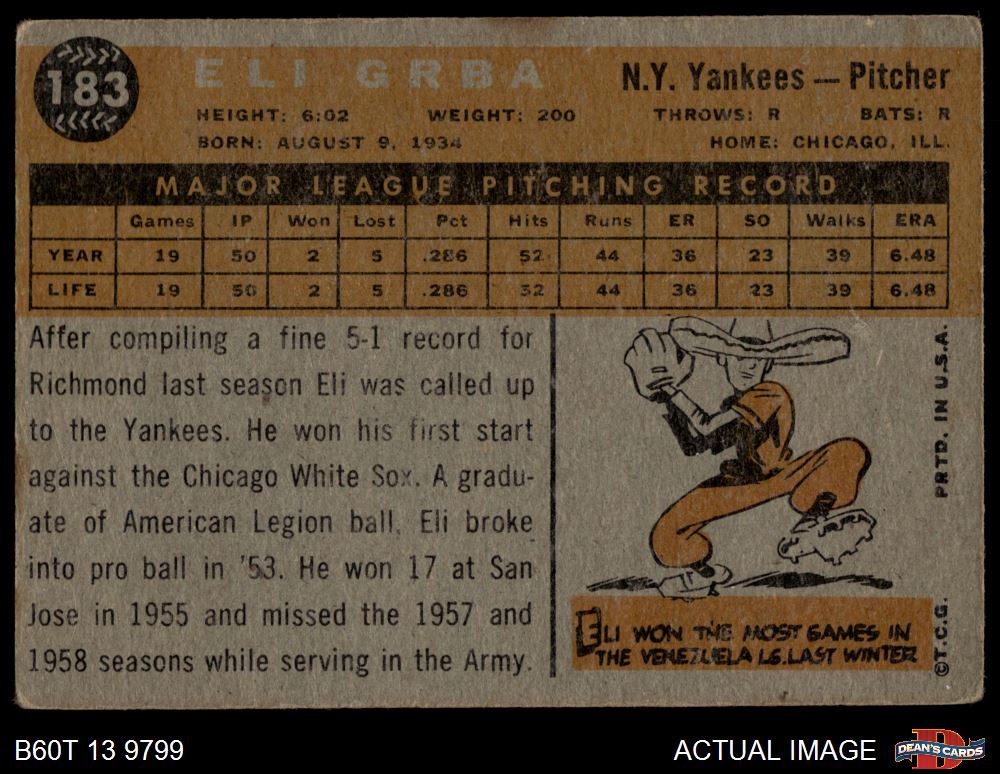 183
ELI GRBA
N.Y. Yankees — Pitcher
HEIGHT: 6:02 WEIGHT: 200 THROWS: R BATS: R
BORN: AUGUST 9, 1934 HOME: CHICAGO, ILL.
MAJOR LEAGUE PITCHING RECORD
Games IP Won Lost Pct Hits Runs ER SO Walks ERA
YEAR 19 50 2 5 .286 52 44 36 23 39 6.48
LIFE 19 50 2 5 .286 52 44 36 23 39 6.48
After compiling a fine 5-1 record for
Richmond last season Eli was called up
to the Yankees. He won his first start
against the Chicago White Sox. A gradu-
ate of American Legion ball, Eli broke
into pro ball in '53. He won 17 at San
Jose in 1955 and missed the 1957 and
1958 seasons while serving in the Army.
ELI WON THE MOST GAMES IN
THE VENEZUELA LG. LAST WINTER
PRTD. IN U.S.A.
©T.C.G.
B60T 13 9799
ACTUAL IMAGE
DEAN'S CARDS